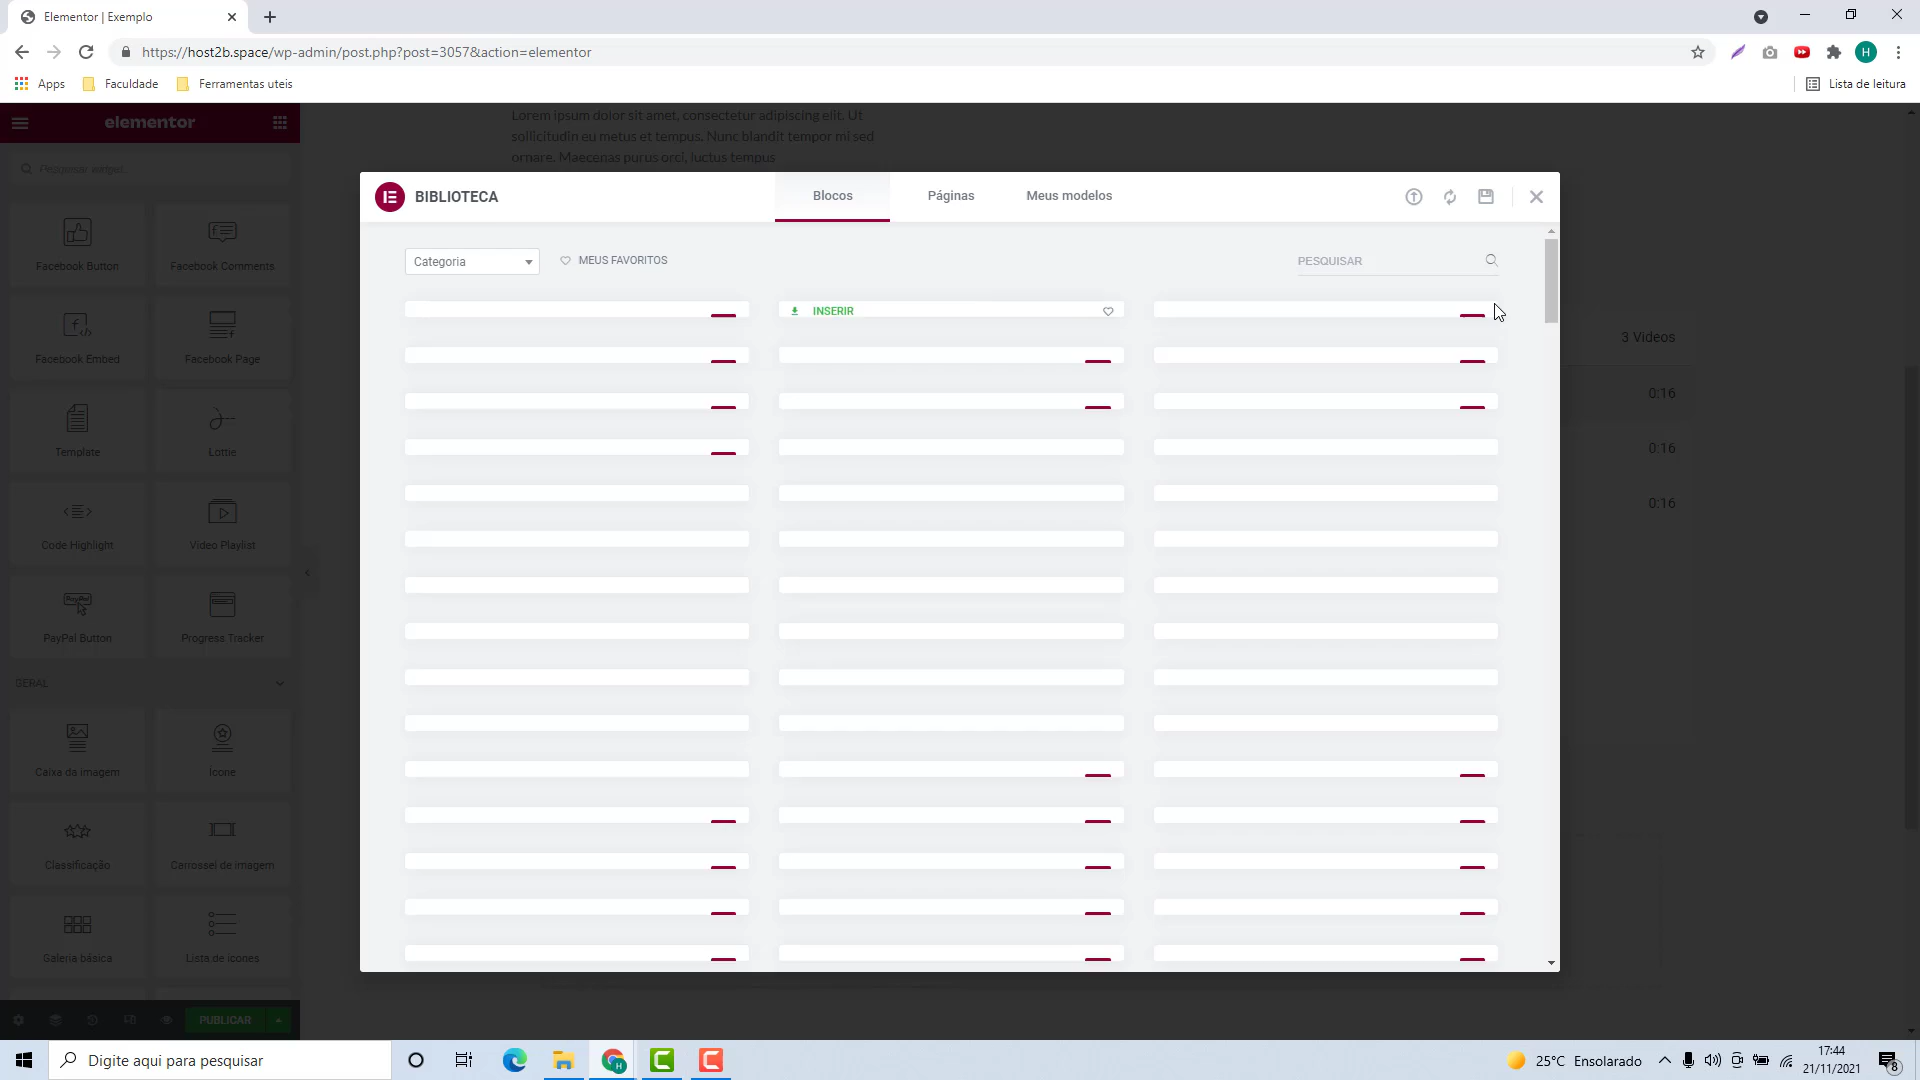 Elementor | Exemplo
https://host2b.space/wp-admin/post.php?post=3057&action=elementor
Apps
Faculdade
Ferramentas uteis
Lista de leitura
elementor
Pesquise widget...
Facebook Button
Facebook Comments
Facebook Embed
Facebook Page
Template
Lottie
Code Highlight
Video Playlist
PayPal
PayPal Button
Progress Tracker
GERAL
Caixa da imagem
Ícone
Classificação
Carrossel de imagem
Galeria básica
Lista de ícones
PUBLICAR
Lorem ipsum dolor sit amet, consectetur adipiscing elit. Ut
sollicitudin eu metus et tempus. Nunc blandit tempor mi sed
ornare. Maecenas purus orci, luctus tempus
BIBLIOTECA
Blocos
Páginas
Meus modelos
Categoria
MEUS FAVORITOS
PESQUISAR
INSERIR
3 Videos
0:16
0:16
0:16
Digite aqui para pesquisar
25°C Ensolarado
17:44
21/11/2021
8
H
H